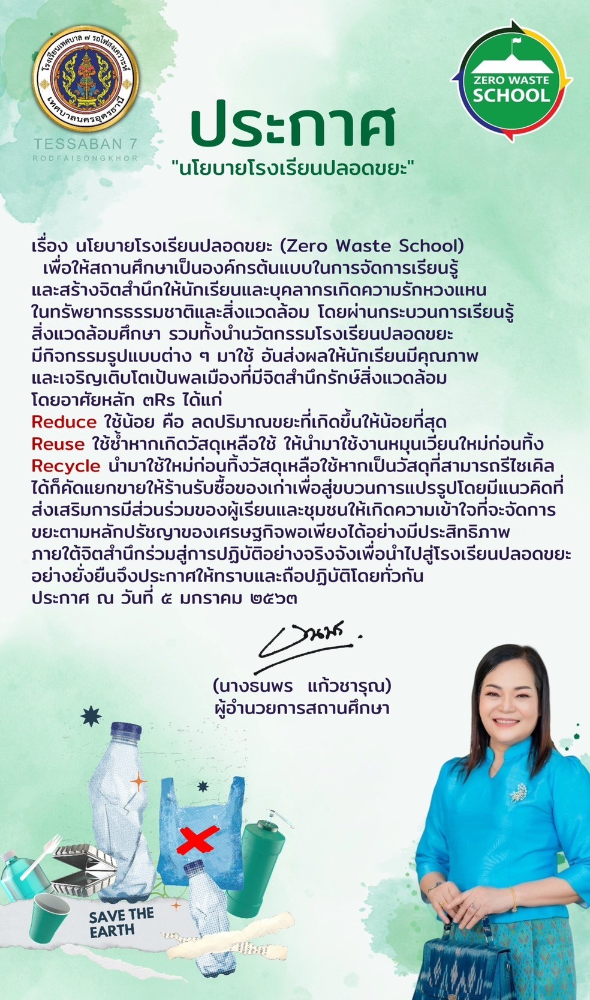 โรงเรียนเทศบาล ๗ รถไฟสงเคราะห์
เทศบาลนครอุดรธานี
TESSABAN 7
RODFAISONGKHOR
ZERO WASTE
SCHOOL
ประกาศ
"นโยบายโรงเรียนปลอดขยะ"
เรื่อง นโยบายโรงเรียนปลอดขยะ (Zero Waste School)
เพื่อให้สถานศึกษาเป็นองค์กรต้นแบบในการจัดการเรียนรู้
และสร้างจิตสำนึกให้นักเรียนและบุคลากรเกิดความรักหวงแหน
ในทรัพยากรธรรมชาติและสิ่งแวดล้อม โดยผ่านกระบวนการเรียนรู้
สิ่งแวดล้อมศึกษา รวมทั้งนำนวัตกรรมโรงเรียนปลอดขยะ
มีกิจกรรมรูปแบบต่าง ๆ มาใช้ อันส่งผลให้นักเรียนมีคุณภาพ
และเจริญเติบโตเป้นพลเมืองที่มีจิตสำนึกรักษ์สิ่งแวดล้อม
โดยอาศัยหลัก ๓Rs ได้แก่
Reduce ใช้น้อย คือ ลดปริมาณขยะที่เกิดขึ้นให้น้อยที่สุด
Reuse ใช้ซ้ำหากเกิดวัสดุเหลือใช้ ให้นำมาใช้งานหมุนเวียนใหม่ก่อนทิ้ง
Recycle นำมาใช้ใหม่ก่อนทิ้งวัสดุเหลือใช้หากเป็นวัสดุที่สามารถรีไซเคิล
ได้ก็คัดแยกขายให้ร้านรับซื้อของเก่าเพื่อสู่ขบวนการแปรรูปโดยมีแนวคิดที่
ส่งเสริมการมีส่วนร่วมของผู้เรียนและชุมชนให้เกิดความเข้าใจที่จะจัดการ
ขยะตามหลักปรัชญาของเศรษฐกิจพอเพียงได้อย่างมีประสิทธิภาพ
ภายใต้จิตสำนึกร่วมสู่การปฏิบัติอย่างจริงจังเพื่อนำไปสู่โรงเรียนปลอดขยะ
อย่างยั่งยืนจึงประกาศให้ทราบและถือปฏิบัติโดยทั่วกัน
ประกาศ ณ วันที่ ๕ มกราคม ๒๕๖๓
ธนพร
(นางธนพร แก้วชารุณ)
ผู้อำนวยการสถานศึกษา
SAVE THE
EARTH